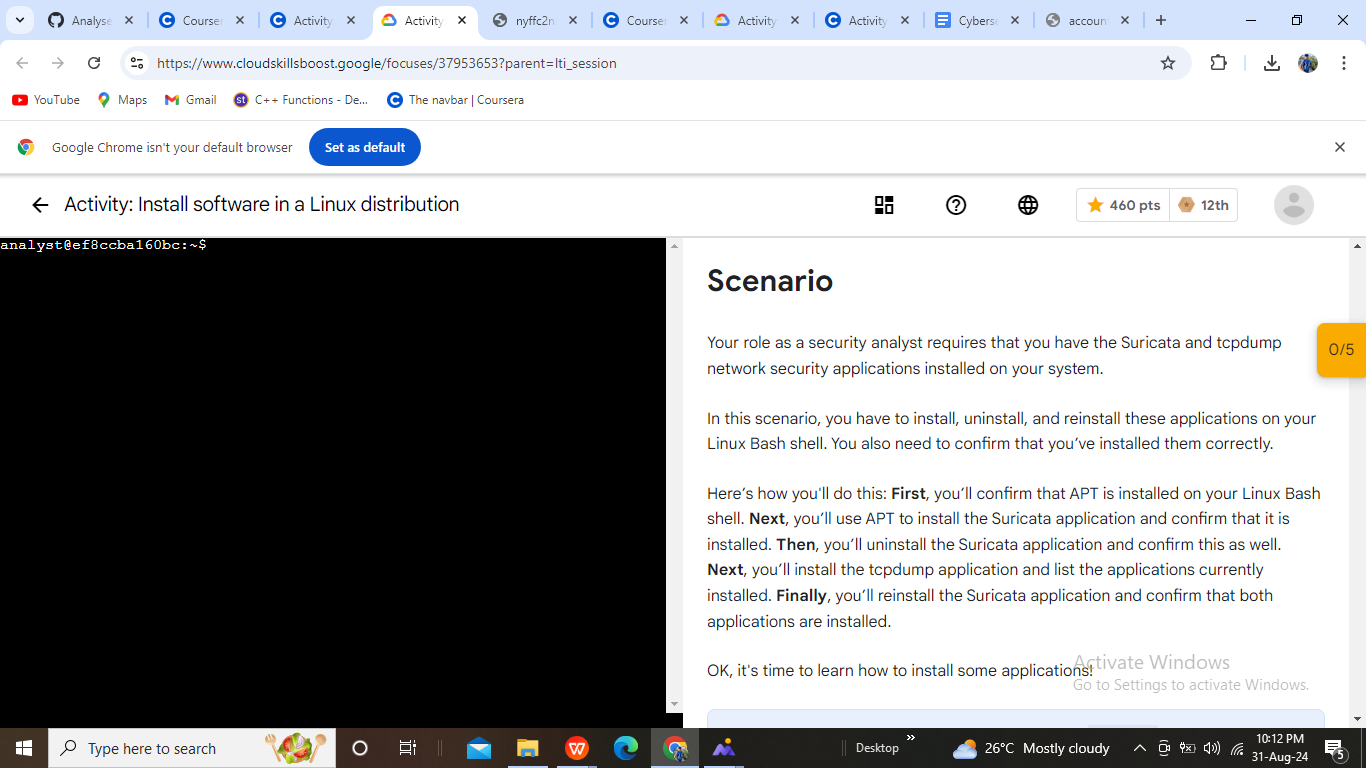 Analyse
Courser
Activity
Activity
nyffc2n
Course
Activity
Activity
Cyberse
accoun
https://www.cloudskillsboost.google/focuses/37953653?parent=lti_session
YouTube
Maps
Gmail
C++ Functions - De...
The navbar | Coursera
Google Chrome isn't your default browser
Set as default
Activity: Install software in a Linux distribution
460 pts
12th
analyst@ef8ccba160bc:~$
Scenario
Your role as a security analyst requires that you have the Suricata and tcpdump
network security applications installed on your system.
0/5
In this scenario, you have to install, uninstall, and reinstall these applications on your
Linux Bash shell. You also need to confirm that you’ve installed them correctly.
Here’s how you'll do this: First, you’ll confirm that APT is installed on your Linux Bash
shell. Next, you’ll use APT to install the Suricata application and confirm that it is
installed. Then, you’ll uninstall the Suricata application and confirm this as well.
Next, you’ll install the tcpdump application and list the applications currently
installed. Finally, you’ll reinstall the Suricata application and confirm that both
applications are installed.
OK, it's time to learn how to install some applications!
Activate Windows
Go to Settings to activate Windows.
Type here to search
Desktop
26°C Mostly cloudy
10:12 PM
31-Aug-24
5